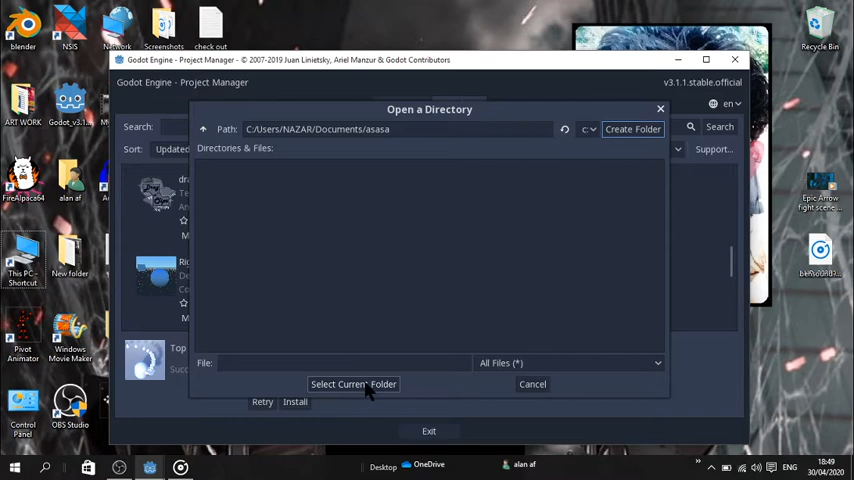 blender
NSIS
Network
Screenshots
check out
Recycle Bin
Godot Engine - Project Manager - © 2007-2019 Juan Linietsky, Ariel Manzur & Godot Contributors
Godot Engine - Project Manager
v3.1.1.stable.official
en
Open a Directory
Path:
C:/Users/NAZAR/Documents/asasa
C:
Create Folder
Directories & Files:
Search:
Search
Sort:
Updated
Support...
ART WORK
Godot_v3.1...
FireAlpaca64
alan af
Epic Arrow
fight scene ...
This PC -
Shortcut
New folder
Pivot
Animator
Windows
Movie Maker
Control
Panel
OBS Studio
File:
All Files (*)
Select Current Folder
Cancel
Top
Retry
Install
Exit
Desktop
OneDrive
alan af
ENG
18:49
30/04/2020